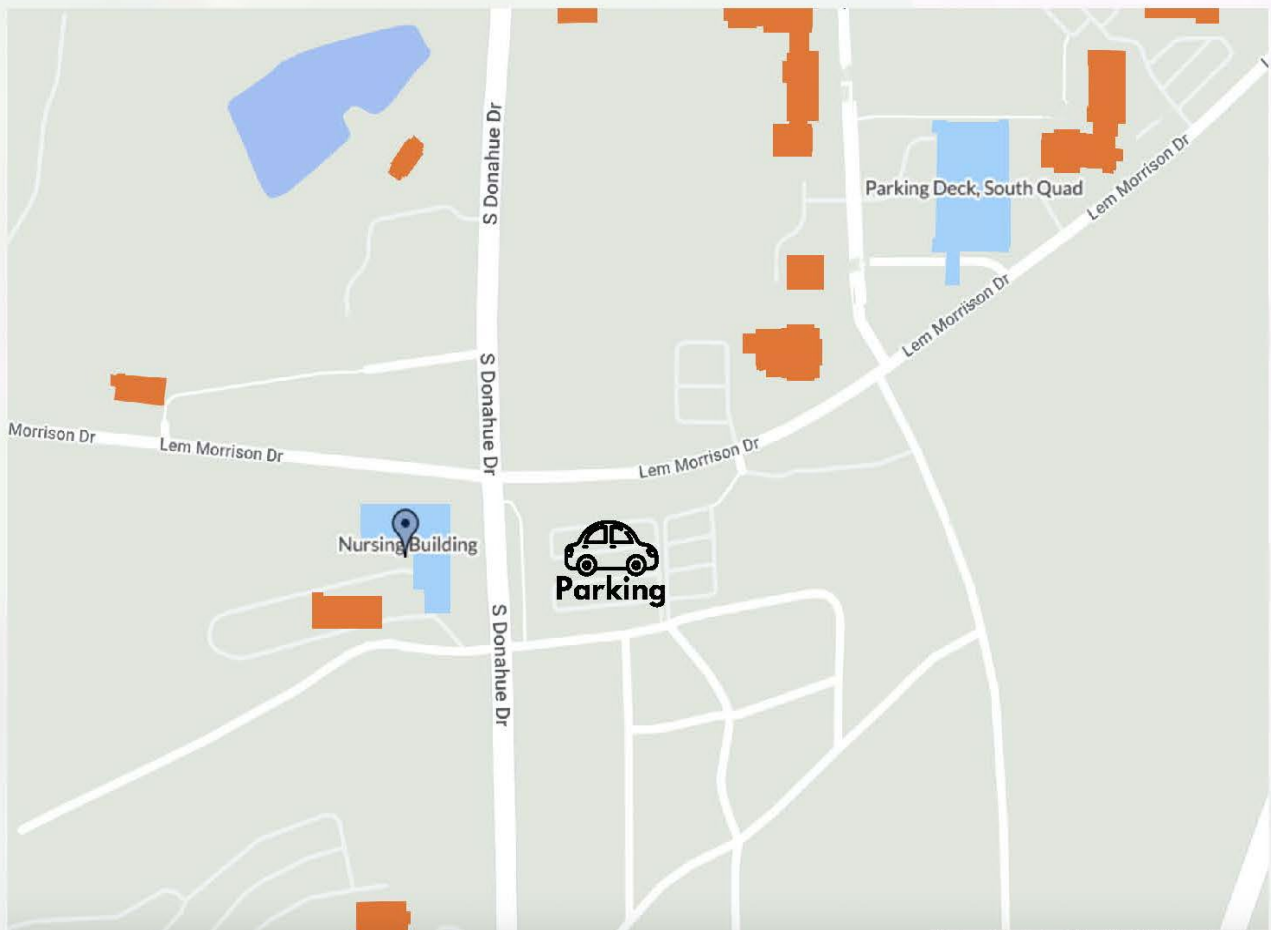 S Donahue Dr
Parking Deck, South Quad
Lem Morrison Dr
Lem Morrison Dr
S Donahue Dr
Morrison Dr
Lem Morrison Dr
Lem Morrison Dr
Nursing Building
Parking
S Donahue Dr